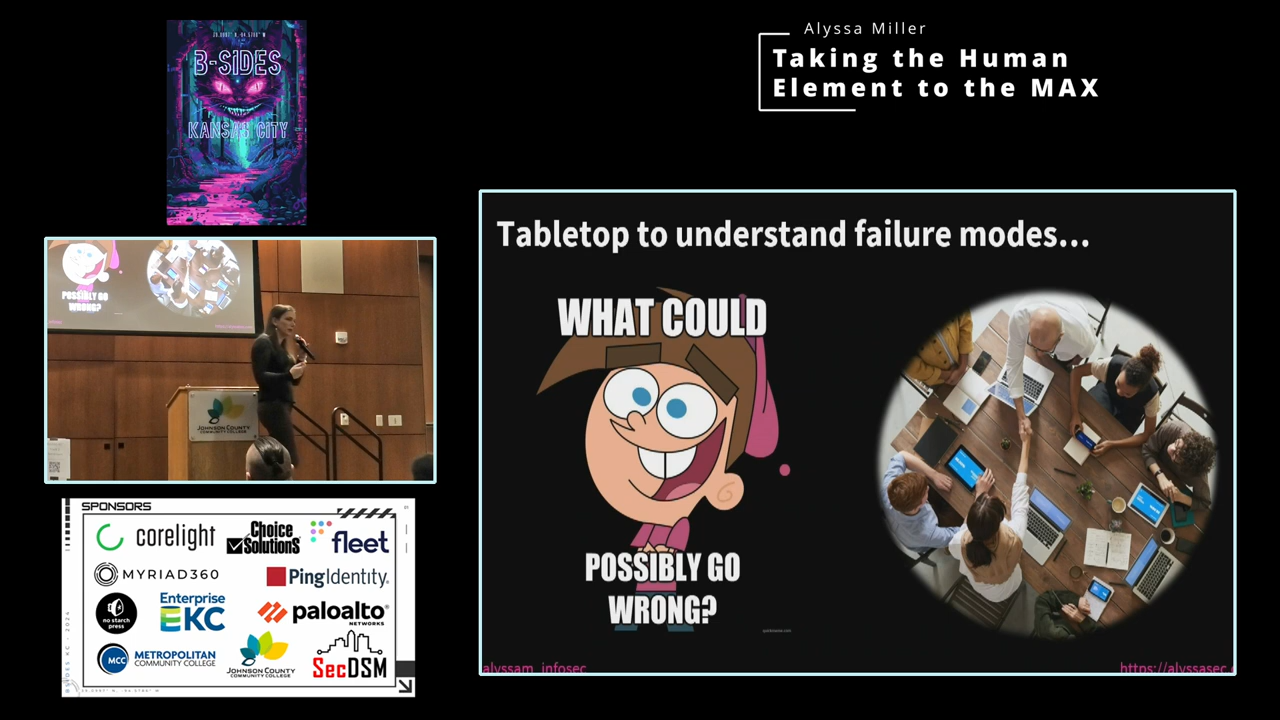 Alyssa Miller
Taking the Human
Element to the MAX
B-SIDES
KANSAS CITY
POSSIBLY GO
WRONG?
JOHNSON COUNTY
COMMUNITY COLLEGE
Tabletop to understand failure modes...
WHAT COULD
POSSIBLY GO
WRONG?
alyssam_infosec
https://alyssasec.
SPONSORS
corelight
Choice
Solutions
fleet
MYRIAD360
PingIdentity
no starch
press
Enterprise
EKC
paloalto
NETWORKS
MCC
METROPOLITAN
COMMUNITY COLLEGE
JOHNSON COUNTY
COMMUNITY COLLEGE
SecDSM